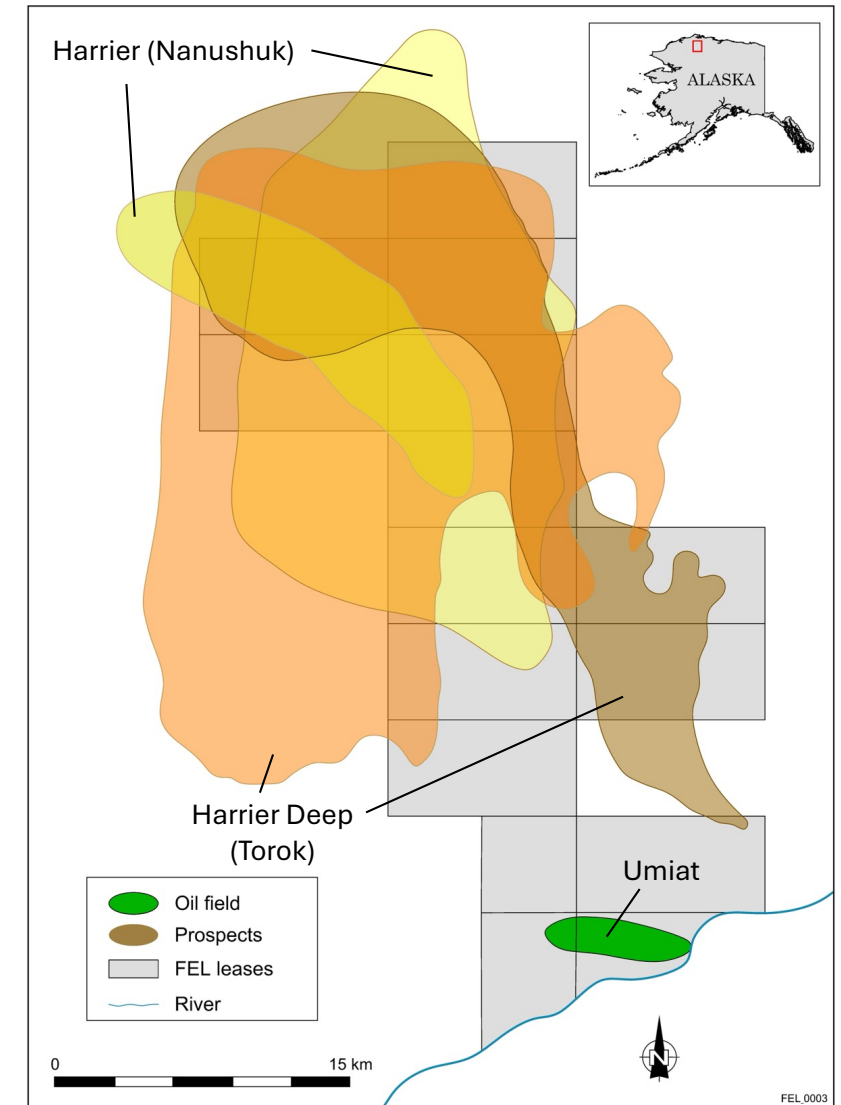 Harrier (Nanushuk)
ALASKA
Harrier Deep
(Torok)
Umiat
Oil field
Prospects
FEL leases
River
0
15 km
N
FEL_0003